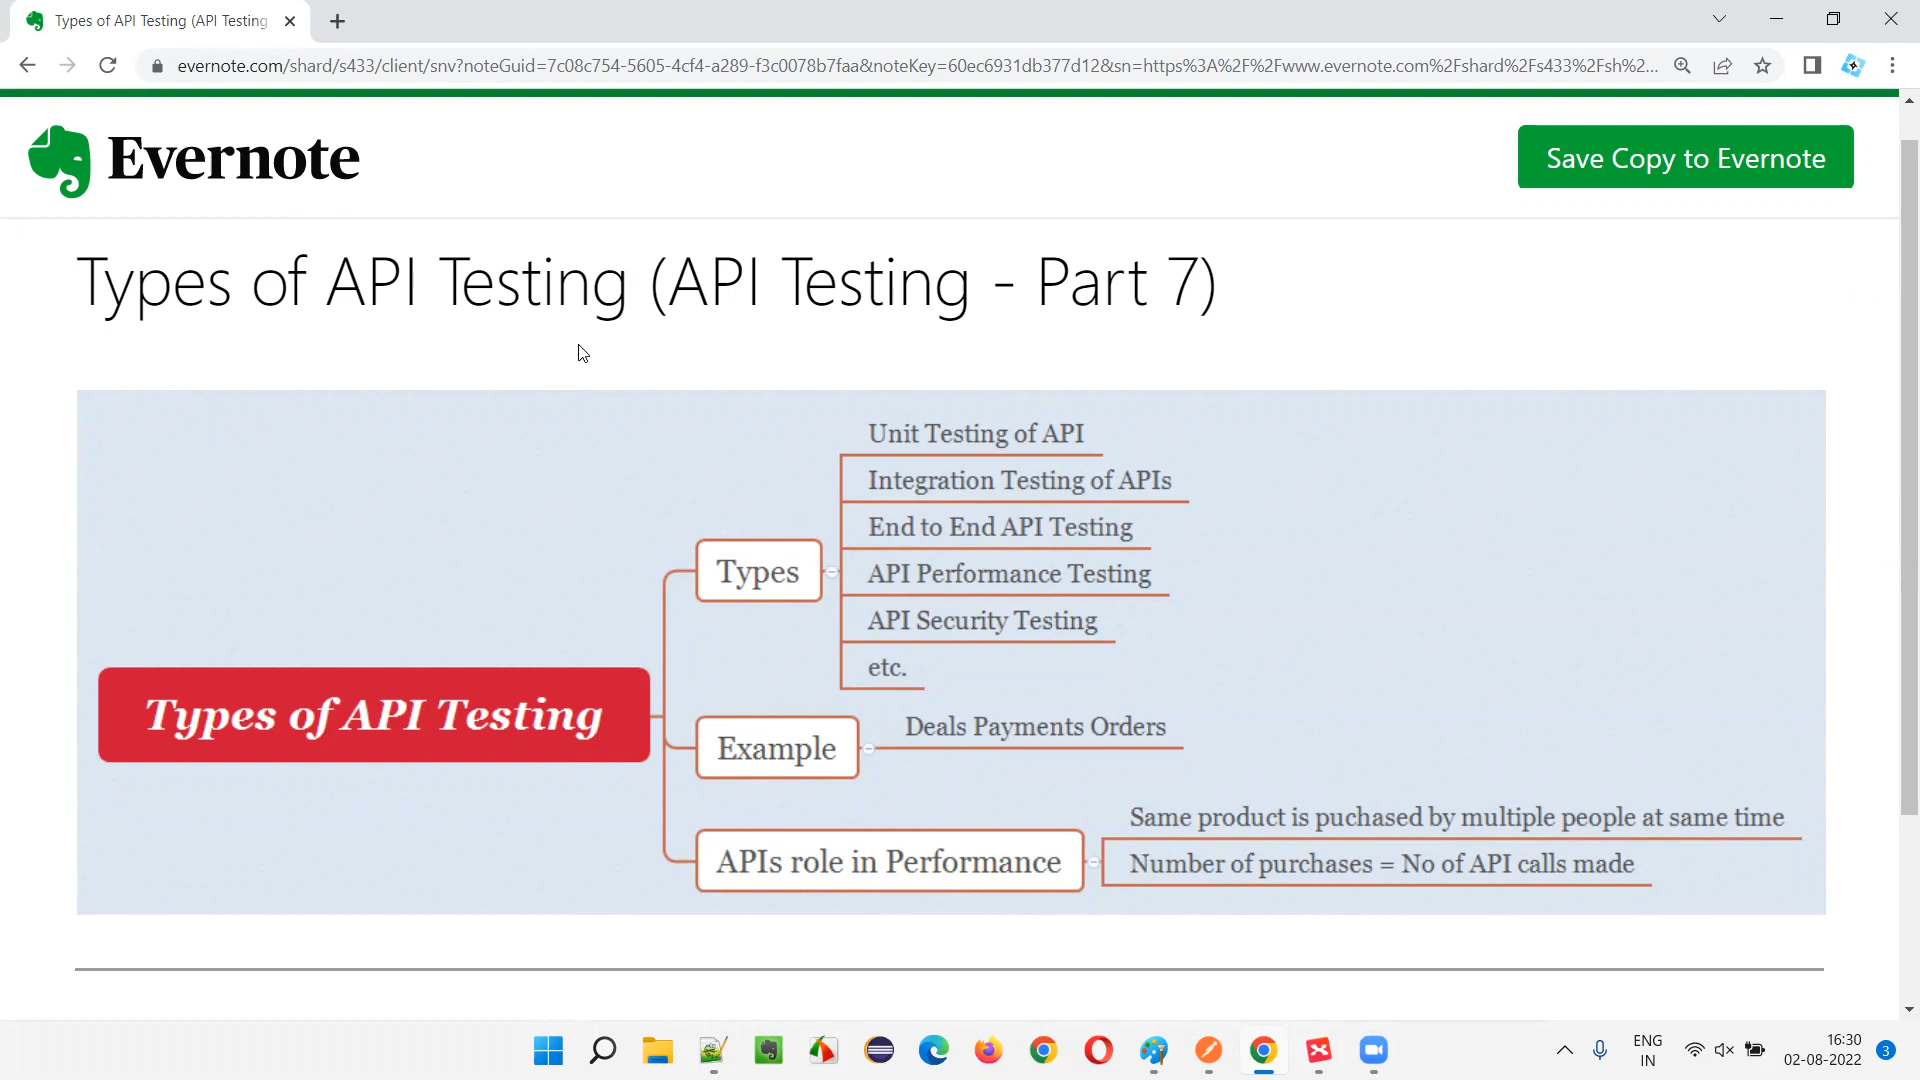 Types of API Testing (API Testing
evernote.com/shard/s433/client/snv?noteGuid=7c08c754-5605-4cf4-a289-f3c0078b7faa&noteKey=60ec6931db377d12&sn=https%3A%2F%2Fwww.evernote.com%2Fshard%2Fs433%2Fsh%2...
Evernote
Save Copy to Evernote
Types of API Testing (API Testing - Part 7)
Unit Testing of API
Integration Testing of APIs
End to End API Testing
Types
API Performance Testing
API Security Testing
etc.
Types of API Testing
Example
Deals Payments Orders
APIs role in Performance
Same product is puchased by multiple people at same time
Number of purchases = No of API calls made
ENG
IN
16:30
02-08-2022
3